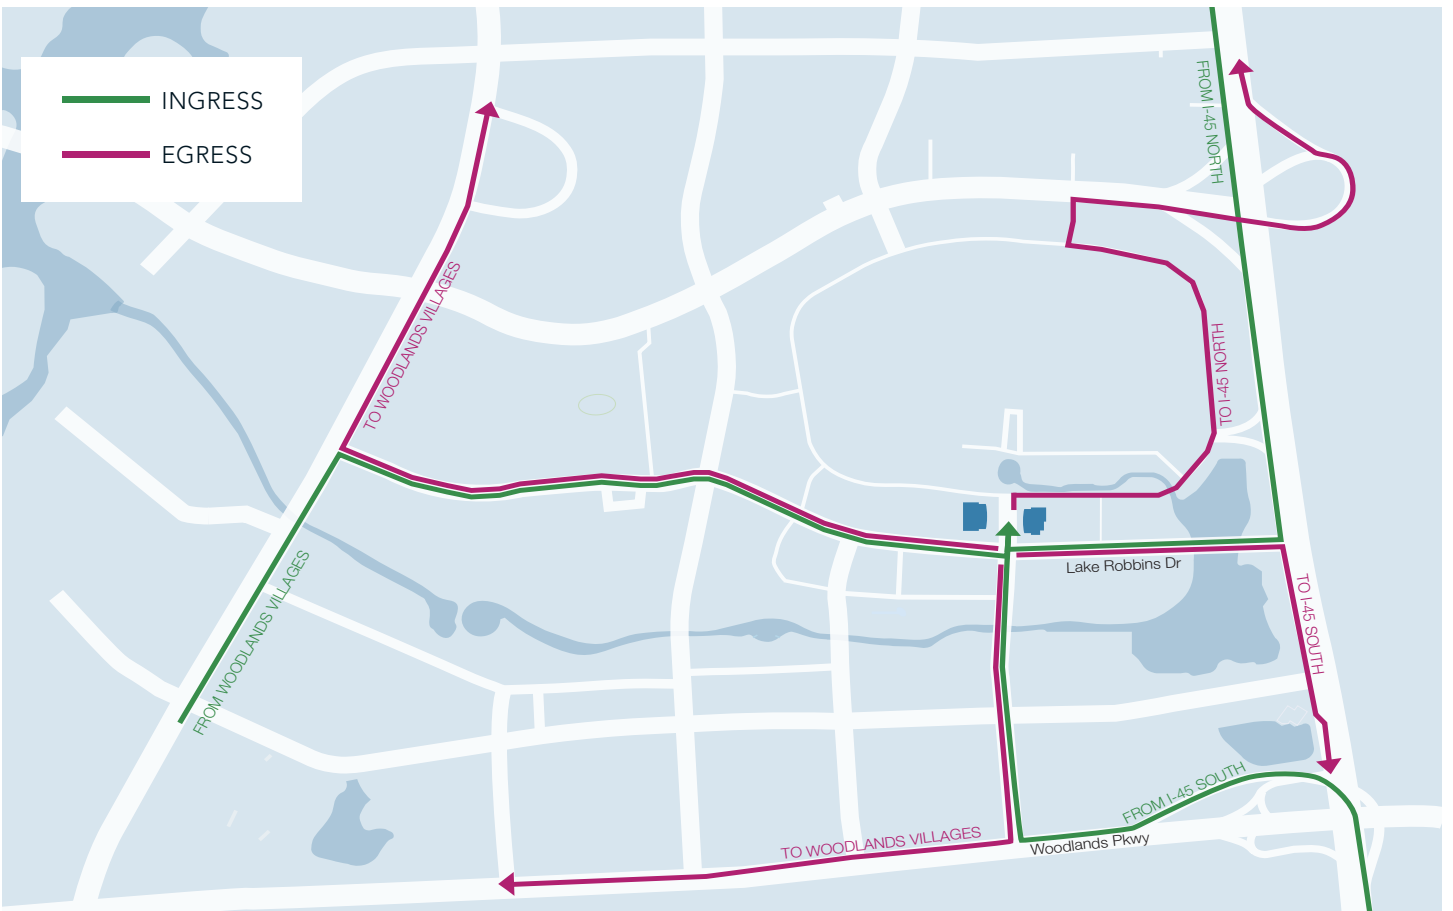 INGRESS
EGRESS
FROM I-45 NORTH
TO WOODLANDS VILLAGES
TO I-45 NORTH
Lake Robbins Dr
FROM WOODLANDS VILLAGES
TO I-45 SOUTH
FROM I-45 SOUTH
TO WOODLANDS VILLAGES
Woodlands Pkwy